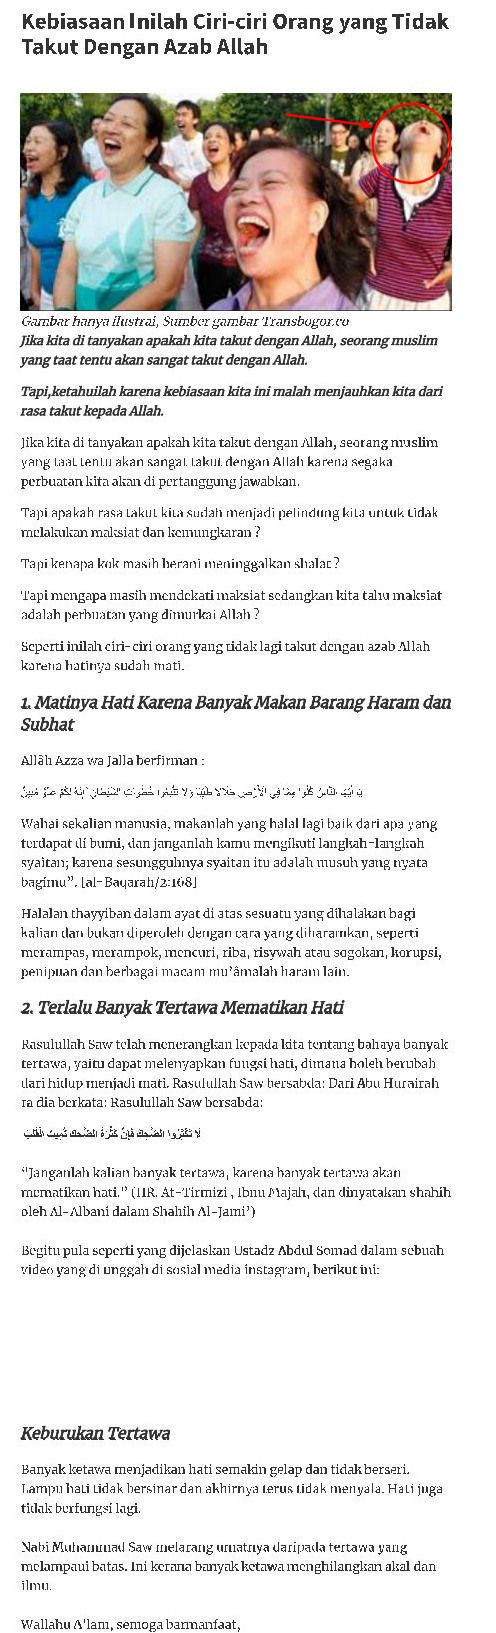 Kebiasaan Inilah Ciri-ciri Orang yang Tidak
Takut Dengan Azab Allah
Gambar hanya ilustrai, Sumber gambar Transbogor.co
Jika kita di tanyakan apakah kita takut dengan Allah, seorang muslim
yang taat tentu akan sangat takut dengan Allah.
Tapi,ketahuilah karena kebiasaan kita ini malah menjauhkan kita dari
rasa takut kepada Allah.
Jika kita di tanyakan apakah kita takut dengan Allah, seorang muslim
yang taat tentu akan sangat takut dengan Allah karena segaka
perbuatan kita akan di pertanggung jawabkan.
Tapi apakah rasa takut kita sudah menjadi pelindung kita untuk tidak
melakukan maksiat dan kemungkaran ?
Tapi kenapa kok masih berani meninggalkan shalat ?
Tapi mengapa masih mendekati maksiat sedangkan kita tahu maksiat
adalah perbuatan yang dimurkai Allah ?
Seperti inilah ciri-ciri orang yang tidak lagi takut dengan azab Allah
karena hatinya sudah mati.
1. Matinya Hati Karena Banyak Makan Barang Haram dan
Subhat
Allâh Azza wa Jalla berfirman :
يَا أَيُّهَا النَّاسُ كُلُوا مِمَّا فِي الْأَرْضِ حَلَالًا طَيِّبًا وَلَا تَتَّبِعُوا خُطُوَاتِ الشَّيْطَانِ ۚ إِنَّهُ لَكُمْ عَدُوٌّ مُبِينٌ
Wahai sekalian manusia, makanlah yang halal lagi baik dari apa yang
terdapat di bumi, dan janganlah kamu mengikuti langkah-langkah
syaitan; karena sesungguhnya syaitan itu adalah musuh yang nyata
bagimu”. [al-Baqarah/2:168]
Halalan thayyiban dalam ayat di atas sesuatu yang dihalakan bagi
kalian dan bukan diperoleh dengan cara yang diharamkan, seperti
merampas, merampok, mencuri, riba, risywah atau sogokan, korupsi,
penipuan dan berbagai macam mu’âmalah haram lain.
2. Terlalu Banyak Tertawa Mematikan Hati
Rasulullah Saw telah menerangkan kepada kita tentang bahaya banyak
tertawa, yaitu dapat melenyapkan fungsi hati, dimana boleh berubah
dari hidup menjadi mati. Rasulullah Saw bersabda: Dari Abu Hurairah
ra dia berkata: Rasulullah Saw bersabda:
لَا تُكْثِرُوا الضَّحِكَ فَإِنَّ كَثْرَةَ الضَّحِكِ تُمِيتُ الْقَلْبَ
“Janganlah kalian banyak tertawa, karena banyak tertawa akan
mematikan hati.” (HR. At-Tirmizi , Ibnu Majah, dan dinyatakan shahih
oleh Al-Albani dalam Shahih Al-Jami’)
Begitu pula seperti yang dijelaskan Ustadz Abdul Somad dalam sebuah
video yang di unggah di sosial media instagram, berikut ini:
Keburukan Tertawa
Banyak ketawa menjadikan hati semakin gelap dan tidak berseri.
Lampu hati tidak bersinar dan akhirnya terus tidak menyala. Hati juga
tidak berfungsi lagi.
Nabi Muhammad Saw melarang umatnya daripada tertawa yang
melampaui batas. Ini kerana banyak ketawa menghilangkan akal dan
ilmu.
Wallahu A’lam, semoga barmanfaat,